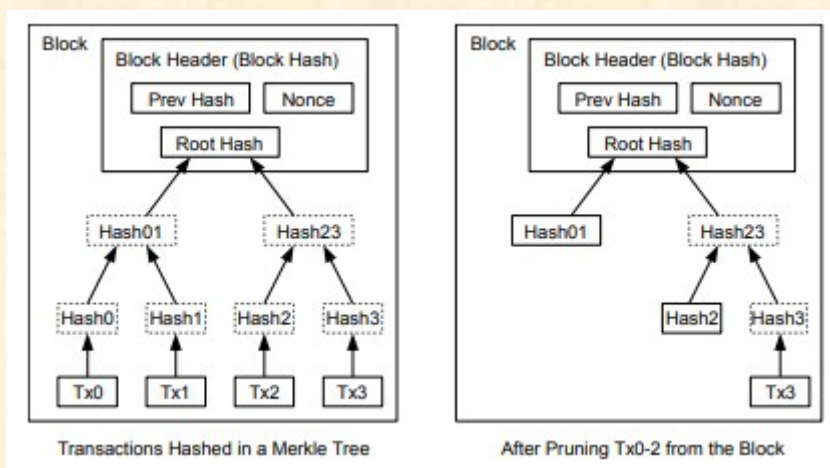 Block
Block Header (Block Hash)
Prev Hash
Nonce
Root Hash
Hash01
Hash23
Hash0
Hash1
Hash2
Hash3
Tx0
Tx1
Tx2
Tx3
Transactions Hashed in a Merkle Tree
Block
Block Header (Block Hash)
Prev Hash
Nonce
Root Hash
Hash01
Hash23
Hash2
Hash3
Tx3
After Pruning Tx0-2 from the Block